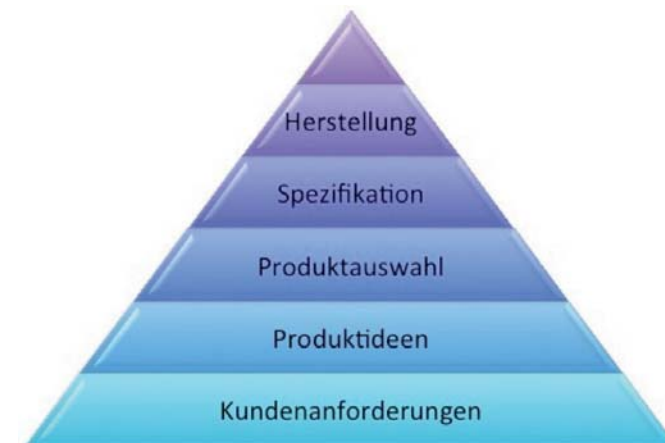 Herstellung
Spezifikation
Produktauswahl
Produktideen
Kundenanforderungen